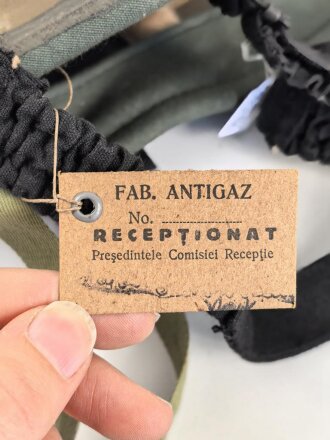 FAB. ANTIGAZ
No. ....................
RECEPȚIONAT
Președintele Comisiei Recepție